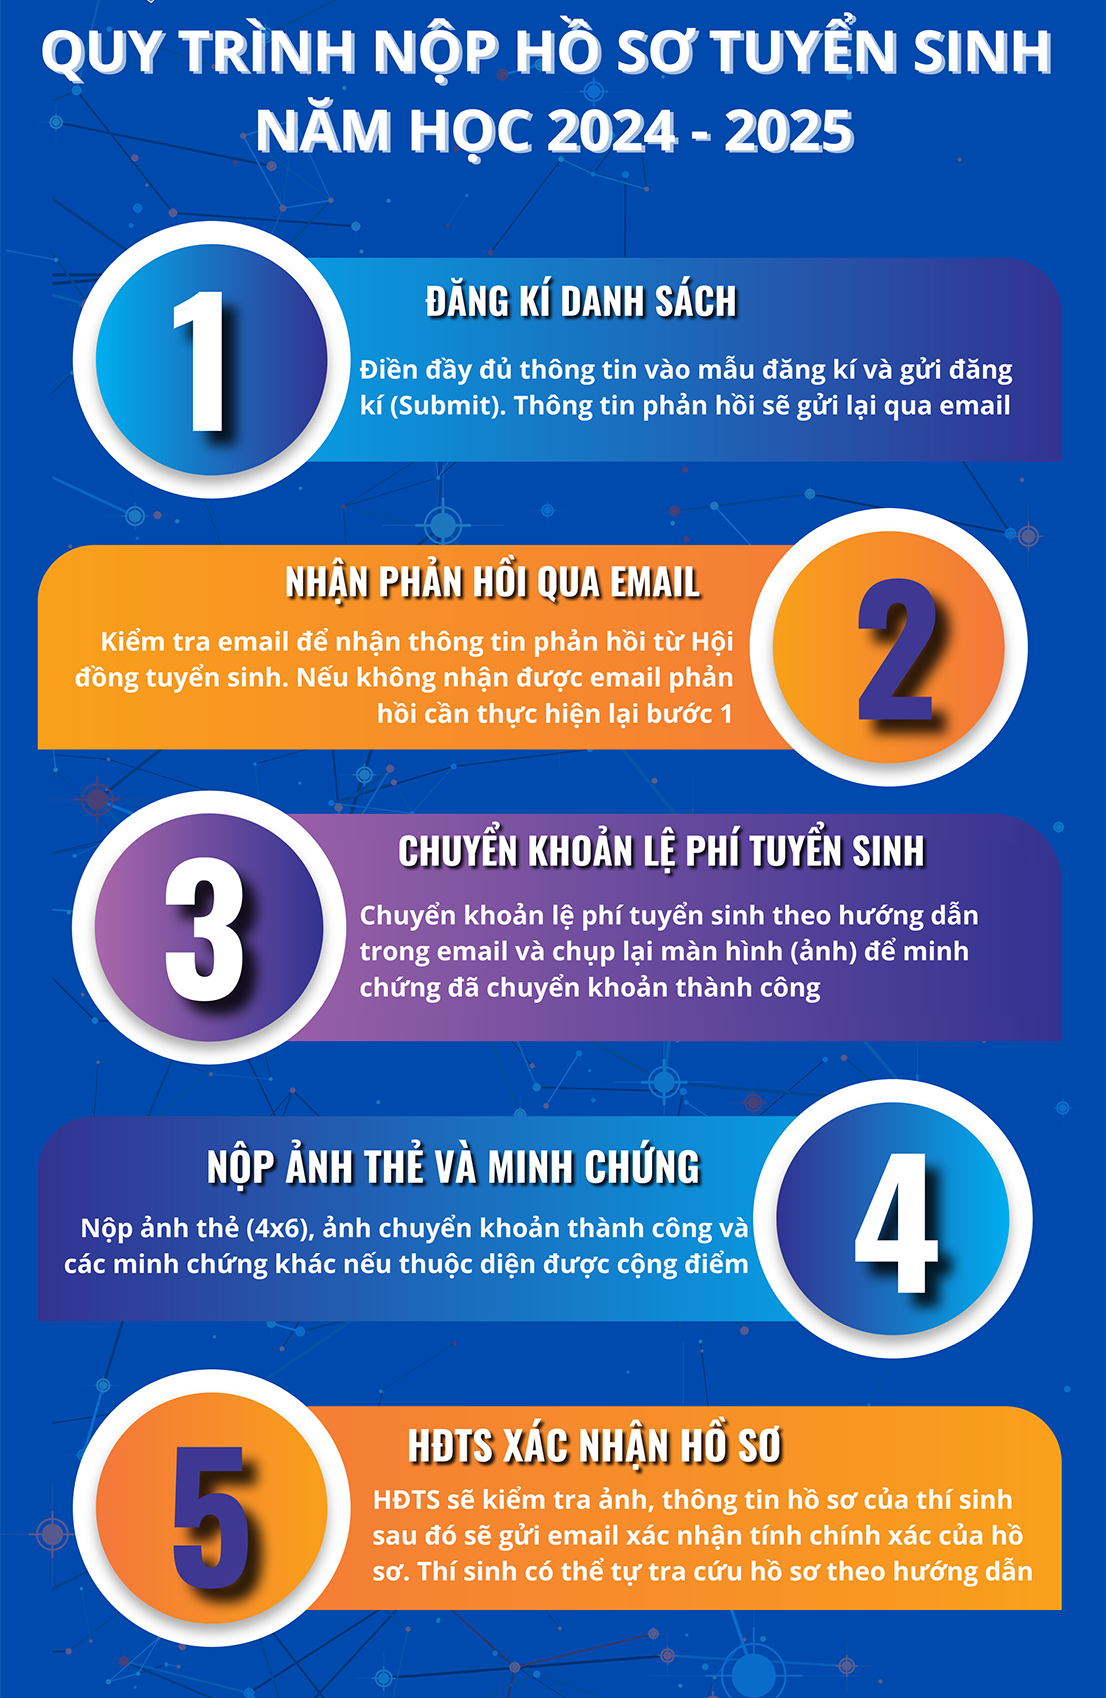 QUY TRÌNH NỘP HỒ SƠ TUYỂN SINH
NĂM HỌC 2024 - 2025
1
ĐĂNG KÍ DANH SÁCH
Điền đầy đủ thông tin vào mẫu đăng kí và gửi đăng
kí (Submit). Thông tin phản hồi sẽ gửi lại qua email
2
NHẬN PHẢN HỒI QUA EMAIL
Kiểm tra email để nhận thông tin phản hồi từ Hội
đồng tuyển sinh. Nếu không nhận được email phản
hồi cần thực hiện lại bước 1
3
CHUYỂN KHOẢN LỆ PHÍ TUYỂN SINH
Chuyển khoản lệ phí tuyển sinh theo hướng dẫn
trong email và chụp lại màn hình (ảnh) để minh
chứng đã chuyển khoản thành công
4
NỘP ẢNH THẺ VÀ MINH CHỨNG
Nộp ảnh thẻ (4x6), ảnh chuyển khoản thành công và
các minh chứng khác nếu thuộc diện được cộng điểm
5
HĐTS XÁC NHẬN HỒ SƠ
HĐTS sẽ kiểm tra ảnh, thông tin hồ sơ của thí sinh
sau đó sẽ gửi email xác nhận tính chính xác của hồ
sơ. Thí sinh có thể tự tra cứu hồ sơ theo hướng dẫn